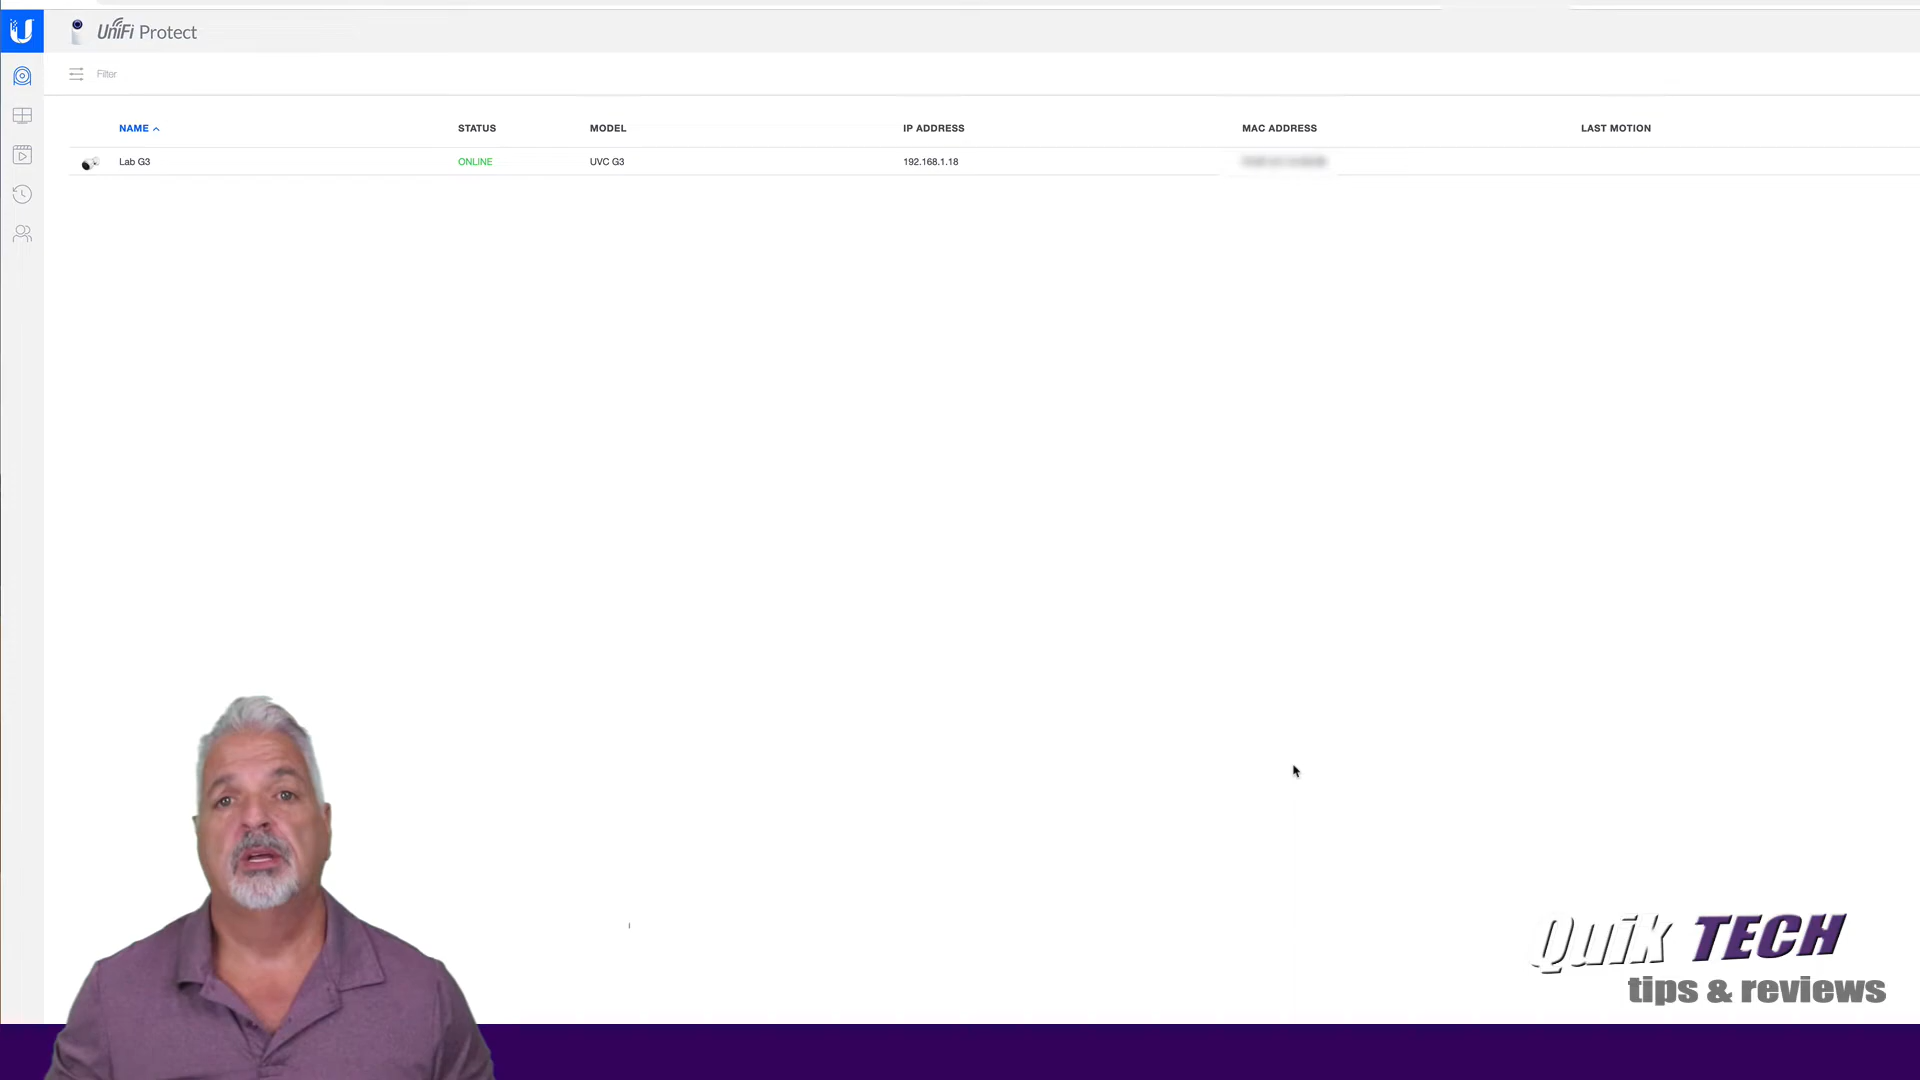 UniFi Protect
Filter
NAME STATUS MODEL IP ADDRESS MAC ADDRESS LAST MOTION
Lab G3 ONLINE UVC G3 192.168.1.18
Quik TECH
tips & reviews